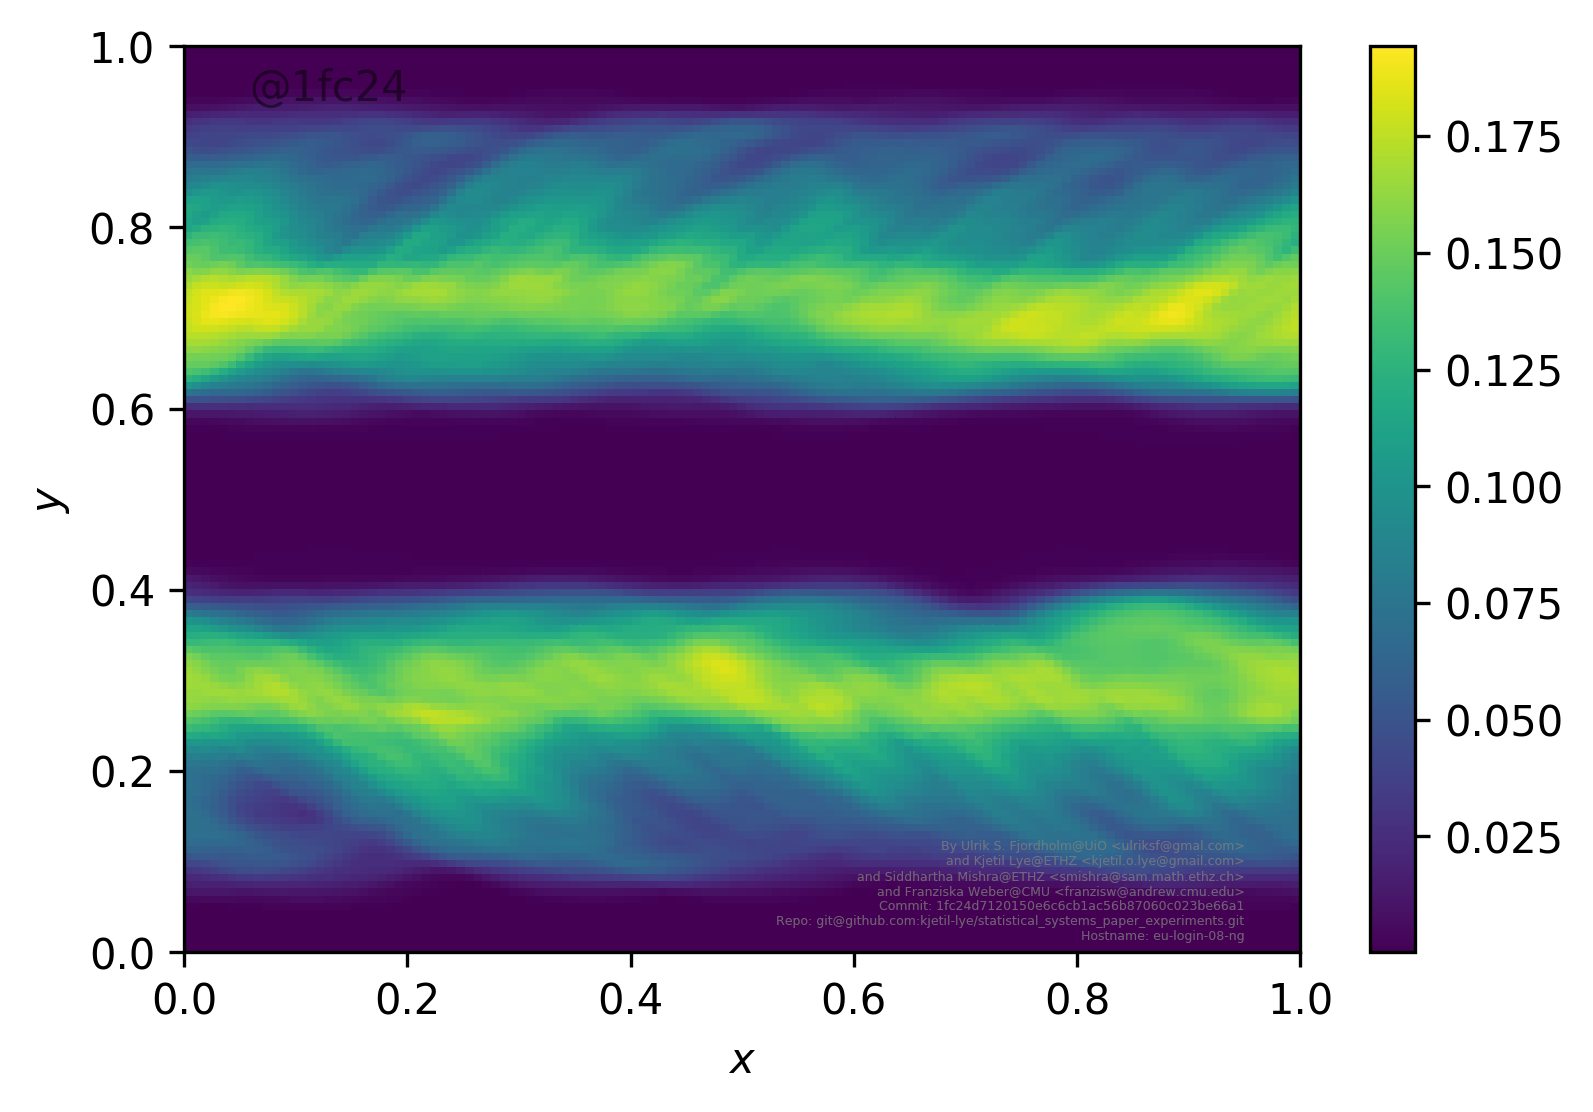 @1fc24
1.0
0.8
0.6
0.4
0.2
0.0
y
0.0 0.2 0.4 0.6 0.8 1.0
x
0.175
0.150
0.125
0.100
0.075
0.050
0.025
By Ulrik S. Fjordholm@UiO <ulriksf@gmal.com>
and Kjetil Lye@ETHZ <kjetil.o.lye@gmail.com>
and Siddhartha Mishra@ETHZ <smishra@sam.math.ethz.ch>
and Franziska Weber@CMU <franzisw@andrew.cmu.edu>
Commit: 1fc24d7120150e6c6cb1ac56b87060c023be66a1
Repo: git@github.com:kjetil-lye/statistical_systems_paper_experiments.git
Hostname: eu-login-08-ng